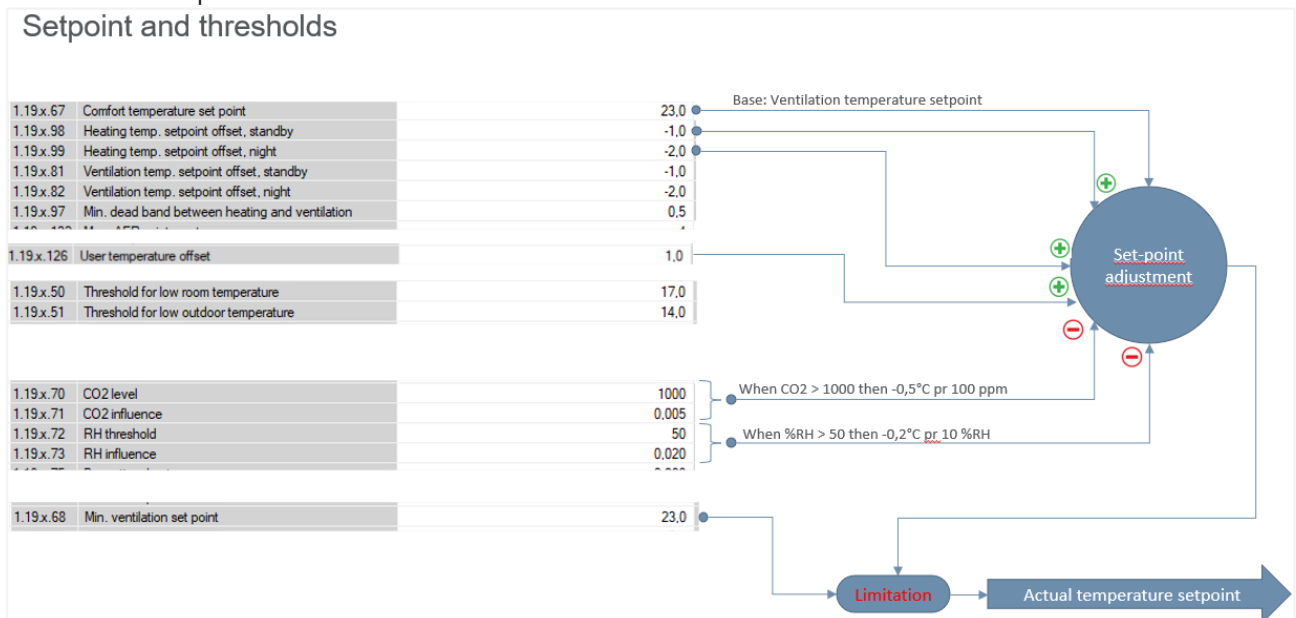 Setpoint and thresholds
Base: Ventilation temperature setpoint
1.19.x.67 Comfort temperature set point 23,0
1.19.x.98 Heating temp. setpoint offset, standby -1,0
1.19.x.99 Heating temp. setpoint offset, night -2,0
1.19.x.81 Ventilation temp. setpoint offset, standby -1,0
1.19.x.82 Ventilation temp. setpoint offset, night -2,0
1.19.x.97 Min. dead band between heating and ventilation 0,5
1.19.x.126 User temperature offset 1,0
Set-point
adjustment
1.19.x.50 Threshold for low room temperature 17,0
1.19.x.51 Threshold for low outdoor temperature 14,0
1.19.x.70 CO2 level 1000
When CO2 > 1000 then -0,5°C pr 100 ppm
1.19.x.71 CO2 influence 0,005
1.19.x.72 RH threshold 50
When %RH > 50 then -0,2°C pr 10 %RH
1.19.x.73 RH influence 0,020
1.19.x.68 Min. ventilation set point 23,0
Limitation
Actual temperature setpoint